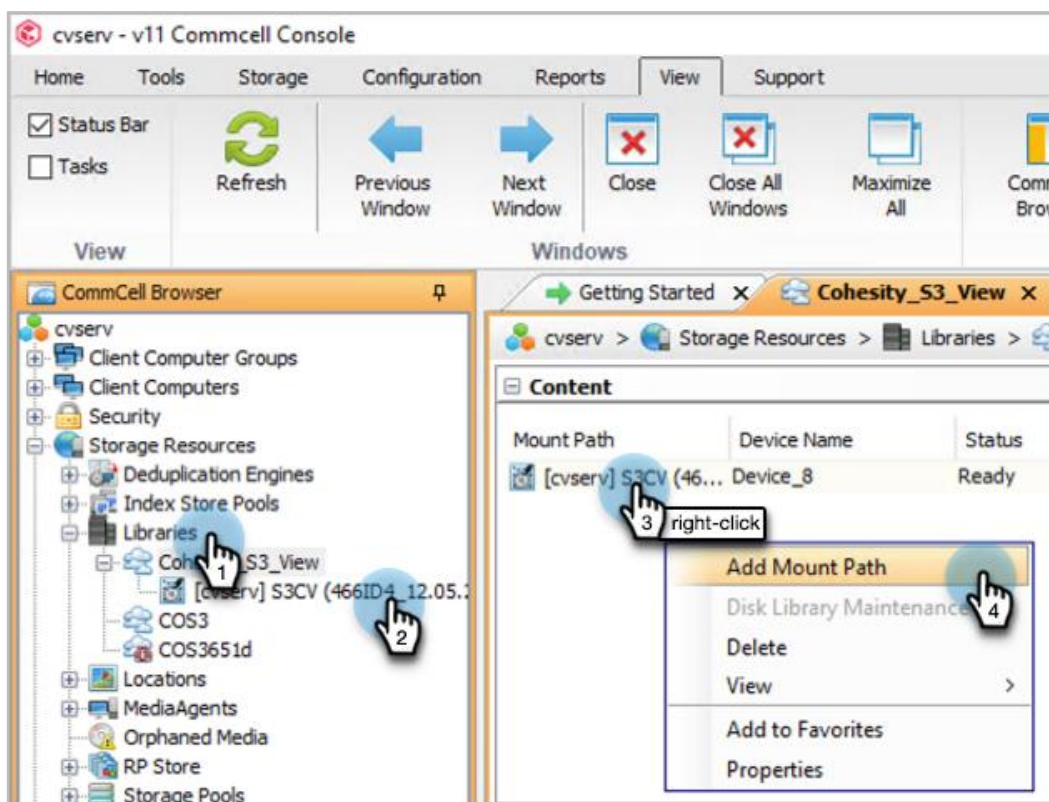 cvserv - v11 Commcell Console
Home Tools Storage Configuration Reports View Support
Status Bar
Tasks
Refresh
Previous Window
Next Window
Close
Close All Windows
Maximize All
View
Windows
CommCell Browser
cvserv
Client Computer Groups
Client Computers
Security
Storage Resources
Deduplication Engines
Index Store Pools
Libraries
1
[cvserv] S3CV (466ID4_12.05.2
2
COS3
COS3651d
Locations
MediaAgents
Orphaned Media
RP Store
Storage Pools
Getting Started X
Cohesity_S3_View X
cvserv > Storage Resources > Libraries >
Content
Mount Path Device Name Status
[cvserv] S3CV (46... Device_8 Ready
3 right-click
Add Mount Path
4
Disk Library Maintenance
Delete
View >
Add to Favorites
Properties